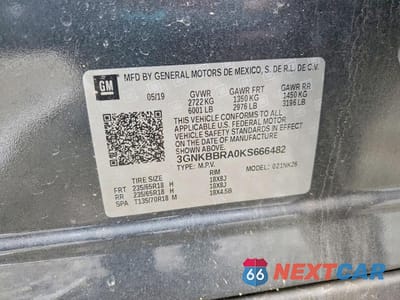 MFD BY GENERAL MOTORS DE MEXICO, S. DE R.L. DE C.V.
GM
05/19 GVWR GAWR FRT GAWR RR
2722 KG 1350 KG 1450 KG
6001 LB 2976 LB 3196 LB
THIS VEHICLE CONFORMS TO ALL APPLICABLE
U.S. FEDERAL MOTOR VEHICLE SAFETY
STANDARDS IN EFFECT ON THE DATE OF MANUFACTURE
SHOWN ABOVE.
3GNKBBRA0KS666482
TYPE: M.P.V. MODEL: 021NK26
TIRE SIZE RIM
FRT 235/65R18 H 18X8J
RR 235/65R18 H 18X8J
SPA T135/70R18 M 18X4.5B
66 NEXTCAR